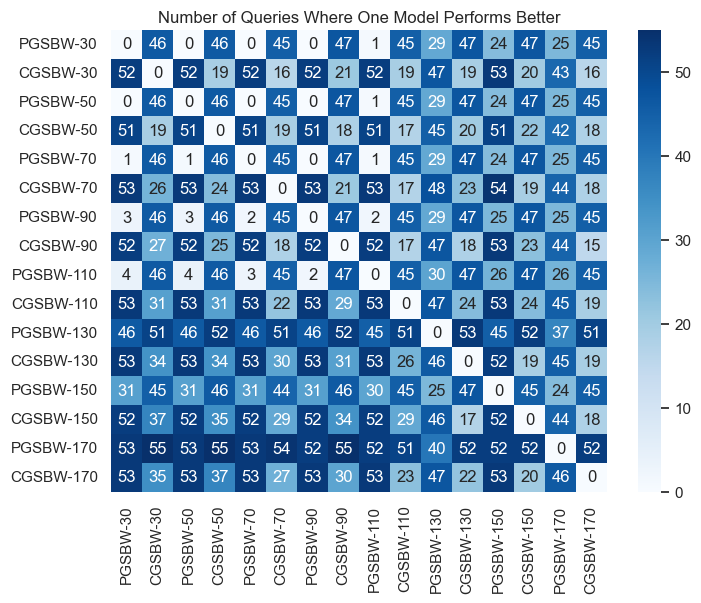 Number of Queries Where One Model Performs Better
PGSBW-30 0 46 0 46 0 45 0 47 1 45 29 47 24 47 25 45
CGSBW-30 52 0 52 19 52 16 52 21 52 19 47 19 53 20 43 16
PGSBW-50 0 46 0 46 0 45 0 47 1 45 29 47 24 47 25 45
CGSBW-50 51 19 51 0 51 19 51 18 51 17 45 20 51 22 42 18
PGSBW-70 1 46 1 46 0 45 0 47 1 45 29 47 24 47 25 45
CGSBW-70 53 26 53 24 53 0 53 21 53 17 48 23 54 19 44 18
PGSBW-90 3 46 3 46 2 45 0 47 2 45 29 47 25 47 25 45
CGSBW-90 52 27 52 25 52 18 52 0 52 17 47 18 53 23 44 15
PGSBW-110 4 46 4 46 3 45 2 47 0 45 30 47 26 47 26 45
CGSBW-110 53 31 53 31 53 22 53 29 53 0 47 24 53 24 45 19
PGSBW-130 46 51 46 52 46 51 46 52 45 51 0 53 45 52 37 51
CGSBW-130 53 34 53 34 53 30 53 31 53 26 46 0 52 19 45 19
PGSBW-150 31 45 31 46 31 44 31 46 30 45 25 47 0 45 24 45
CGSBW-150 52 37 52 35 52 29 52 34 52 29 46 17 52 0 44 18
PGSBW-170 53 55 53 55 53 54 52 55 52 51 40 52 52 52 0 52
CGSBW-170 53 35 53 37 53 27 53 30 53 23 47 22 53 20 46 0
PGSBW-30 CGSBW-30 PGSBW-50 CGSBW-50 PGSBW-70 CGSBW-70 PGSBW-90 CGSBW-90 PGSBW-110 CGSBW-110 PGSBW-130 CGSBW-130 PGSBW-150 CGSBW-150 PGSBW-170 CGSBW-170
50
40
30
20
10
0